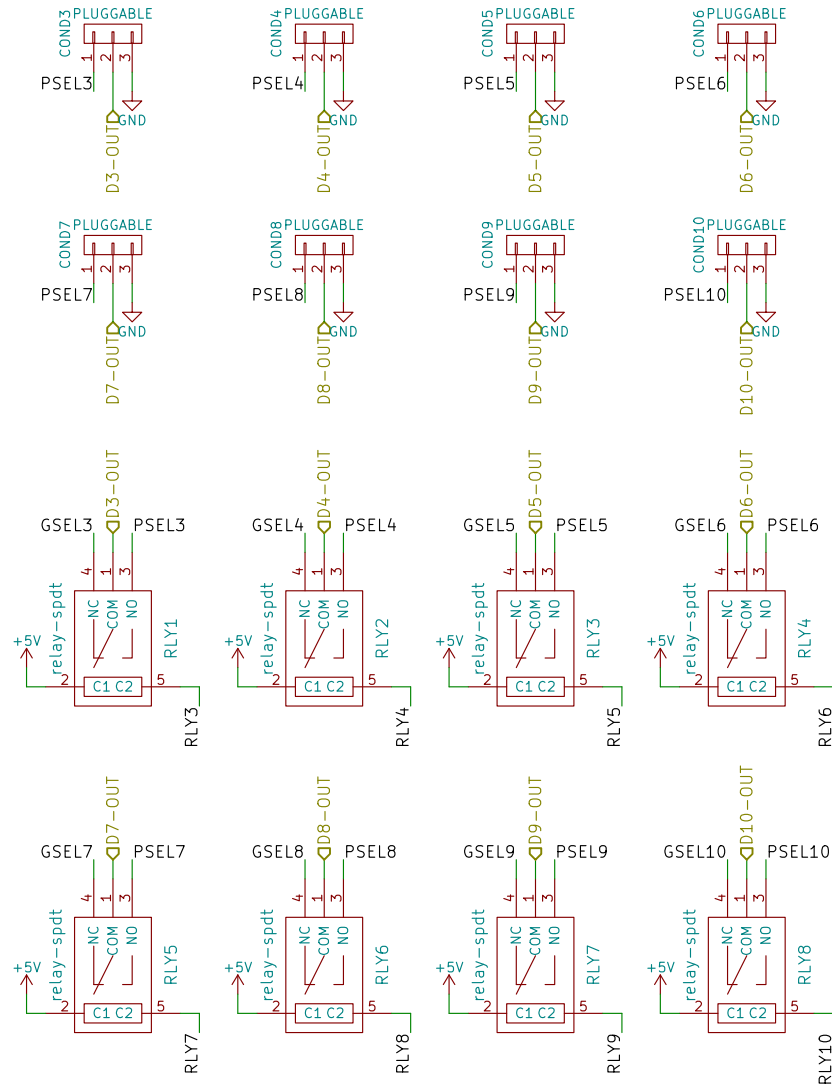 PLUGGABLE PLUGGABLE PLUGGABLE PLUGGABLE
COND3 COND4 COND5 COND6
1 2 3 1 2 3 1 2 3 1 2 3
PSEL3 PSEL4 PSEL5 PSEL6
GND GND GND GND
D3-OUT D4-OUT D5-OUT D6-OUT
PLUGGABLE PLUGGABLE PLUGGABLE PLUGGABLE
COND7 COND8 COND9 COND10
1 2 3 1 2 3 1 2 3 1 2 3
PSEL7 PSEL8 PSEL9 PSEL10
GND GND GND GND
D7-OUT D8-OUT D9-OUT D10-OUT
D3-OUT D4-OUT D5-OUT D6-OUT
GSEL3 PSEL3 GSEL4 PSEL4 GSEL5 PSEL5 GSEL6 PSEL6
4 1 3 4 1 3 4 1 3 4 1 3
NC COM NO NC COM NO NC COM NO NC COM NO
relay-spdt RLY1 relay-spdt RLY2 relay-spdt RLY3 relay-spdt RLY4
+5V +5V +5V +5V
2 C1 C2 5 2 C1 C2 5 2 C1 C2 5 2 C1 C2 5
RLY3 RLY4 RLY5 RLY6
D7-OUT D8-OUT D9-OUT D10-OUT
GSEL7 PSEL7 GSEL8 PSEL8 GSEL9 PSEL9 GSEL10 PSEL10
4 1 3 4 1 3 4 1 3 4 1 3
NC COM NO NC COM NO NC COM NO NC COM NO
relay-spdt RLY5 relay-spdt RLY6 relay-spdt RLY7 relay-spdt RLY8
+5V +5V +5V +5V
2 C1 C2 5 2 C1 C2 5 2 C1 C2 5 2 C1 C2 5
RLY7 RLY8 RLY9 RLY10